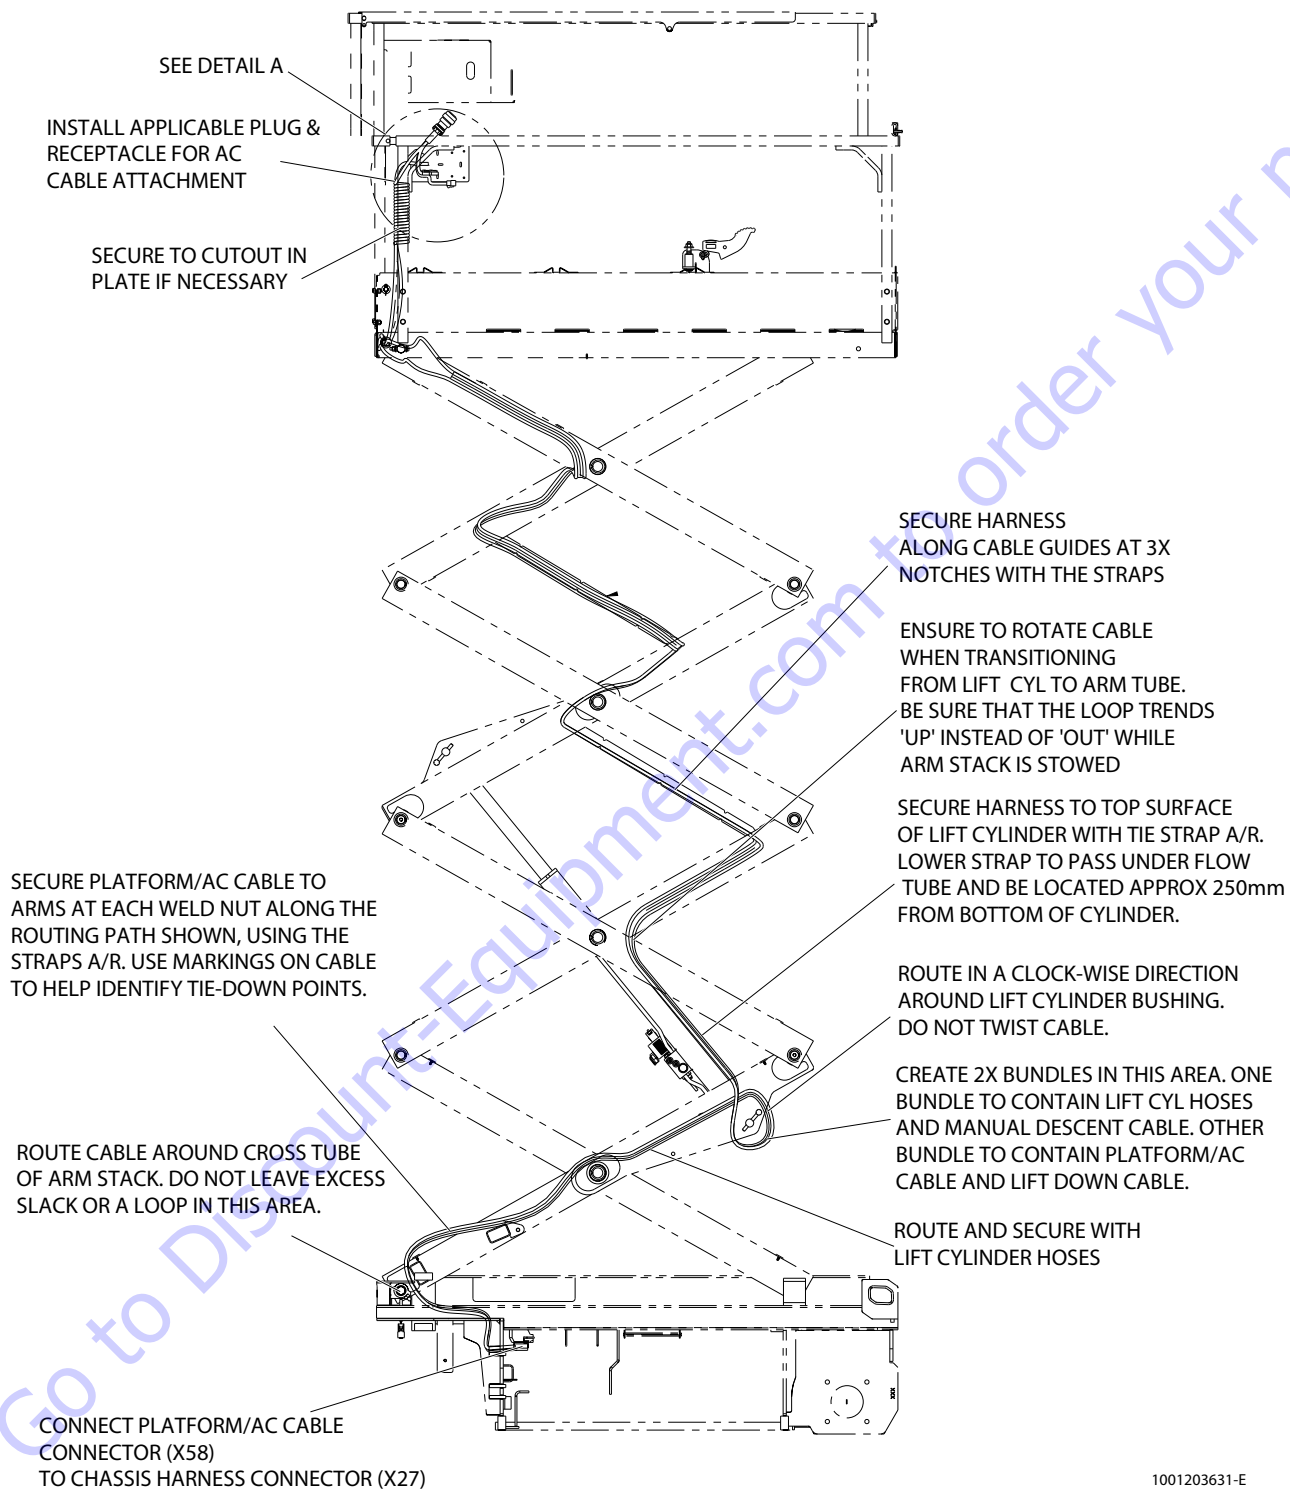 SEE DETAIL A
INSTALL APPLICABLE PLUG &
RECEPTACLE FOR AC
CABLE ATTACHMENT
SECURE TO CUTOUT IN
PLATE IF NECESSARY
SECURE HARNESS
ALONG CABLE GUIDES AT 3X
NOTCHES WITH THE STRAPS
ENSURE TO ROTATE CABLE
WHEN TRANSITIONING
FROM LIFT CYL TO ARM TUBE.
BE SURE THAT THE LOOP TRENDS
'UP' INSTEAD OF 'OUT' WHILE
ARM STACK IS STOWED
SECURE HARNESS TO TOP SURFACE
OF LIFT CYLINDER WITH TIE STRAP A/R.
LOWER STRAP TO PASS UNDER FLOW
TUBE AND BE LOCATED APPROX 250mm
FROM BOTTOM OF CYLINDER.
SECURE PLATFORM/AC CABLE TO
ARMS AT EACH WELD NUT ALONG THE
ROUTING PATH SHOWN, USING THE
STRAPS A/R. USE MARKINGS ON CABLE
TO HELP IDENTIFY TIE-DOWN POINTS.
ROUTE IN A CLOCK-WISE DIRECTION
AROUND LIFT CYLINDER BUSHING.
DO NOT TWIST CABLE.
CREATE 2X BUNDLES IN THIS AREA. ONE
BUNDLE TO CONTAIN LIFT CYL HOSES
AND MANUAL DESCENT CABLE. OTHER
BUNDLE TO CONTAIN PLATFORM/AC
CABLE AND LIFT DOWN CABLE.
ROUTE CABLE AROUND CROSS TUBE
OF ARM STACK. DO NOT LEAVE EXCESS
SLACK OR A LOOP IN THIS AREA.
ROUTE AND SECURE WITH
LIFT CYLINDER HOSES
XXX
CONNECT PLATFORM/AC CABLE
CONNECTOR (X58)
TO CHASSIS HARNESS CONNECTOR (X27)
1001203631-E
Go to Discount-Equipment.com to order your